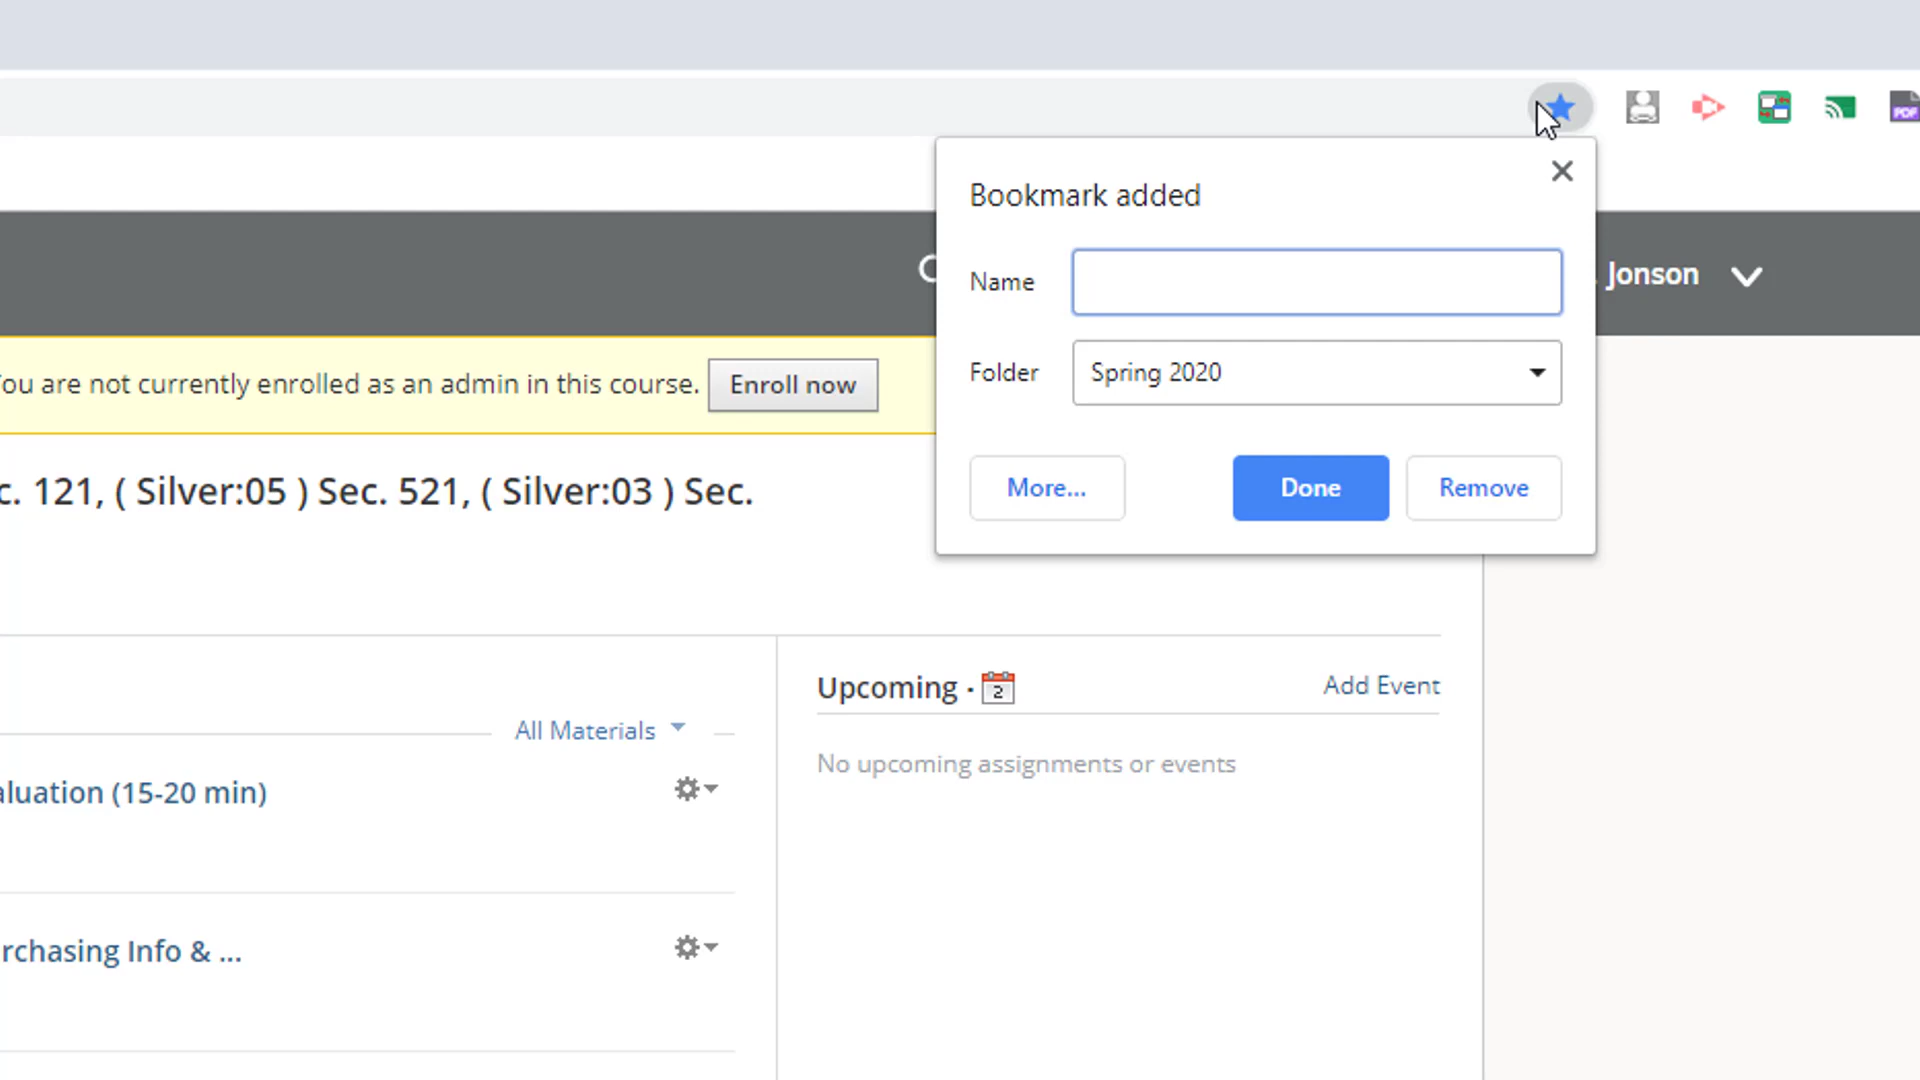 PDF
Bookmark added
Name
Jonson
Folder
Spring 2020
You are not currently enrolled as an admin in this course.
Enroll now
More...
Done
Remove
c. 121, ( Silver:05 ) Sec. 521, ( Silver:03 ) Sec.
Upcoming · 2
Add Event
All Materials
No upcoming assignments or events
aluation (15-20 min)
rchasing Info & ...